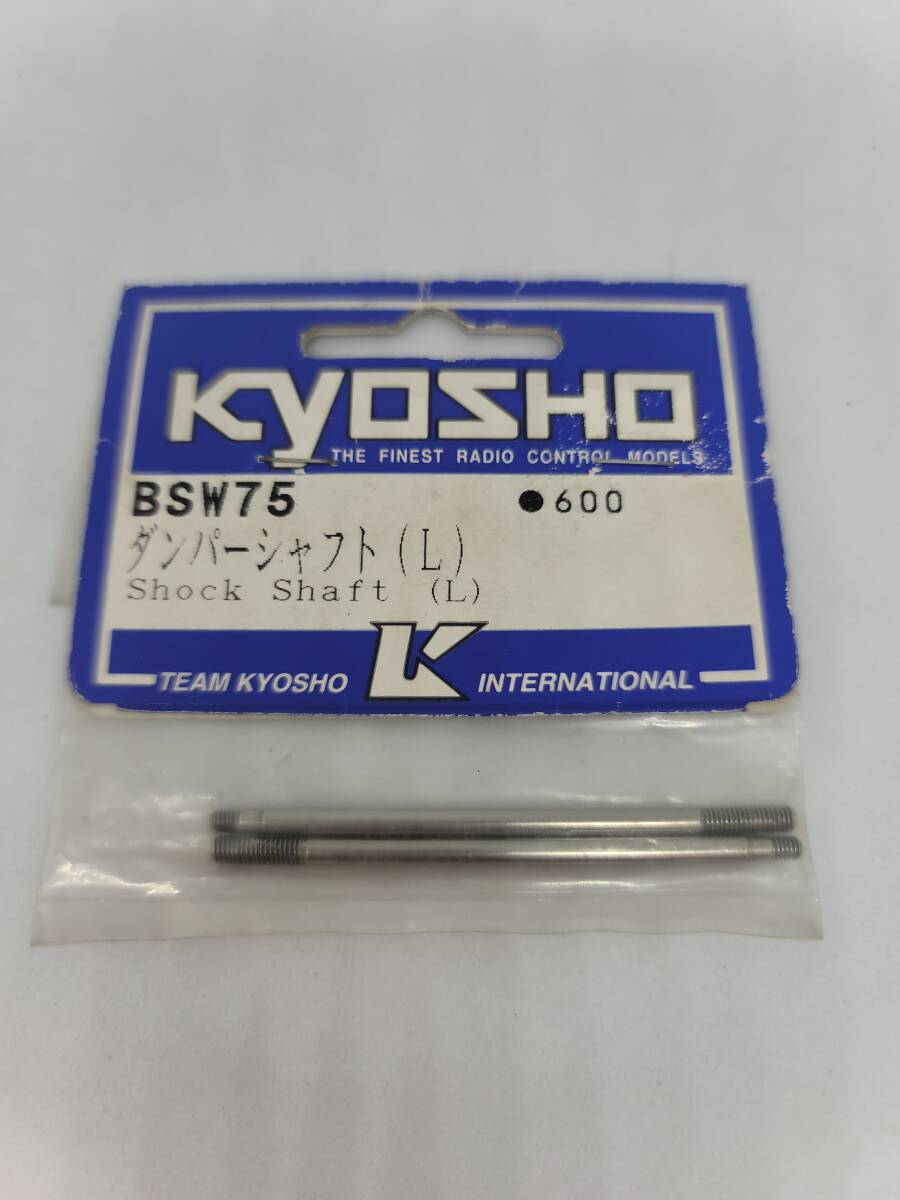 KYOSHO
THE FINEST RADIO CONTROL MODELS
BSW75 ●600
ダンパーシャフト(L)
Shock Shaft (L)
TEAM KYOSHO K INTERNATIONAL